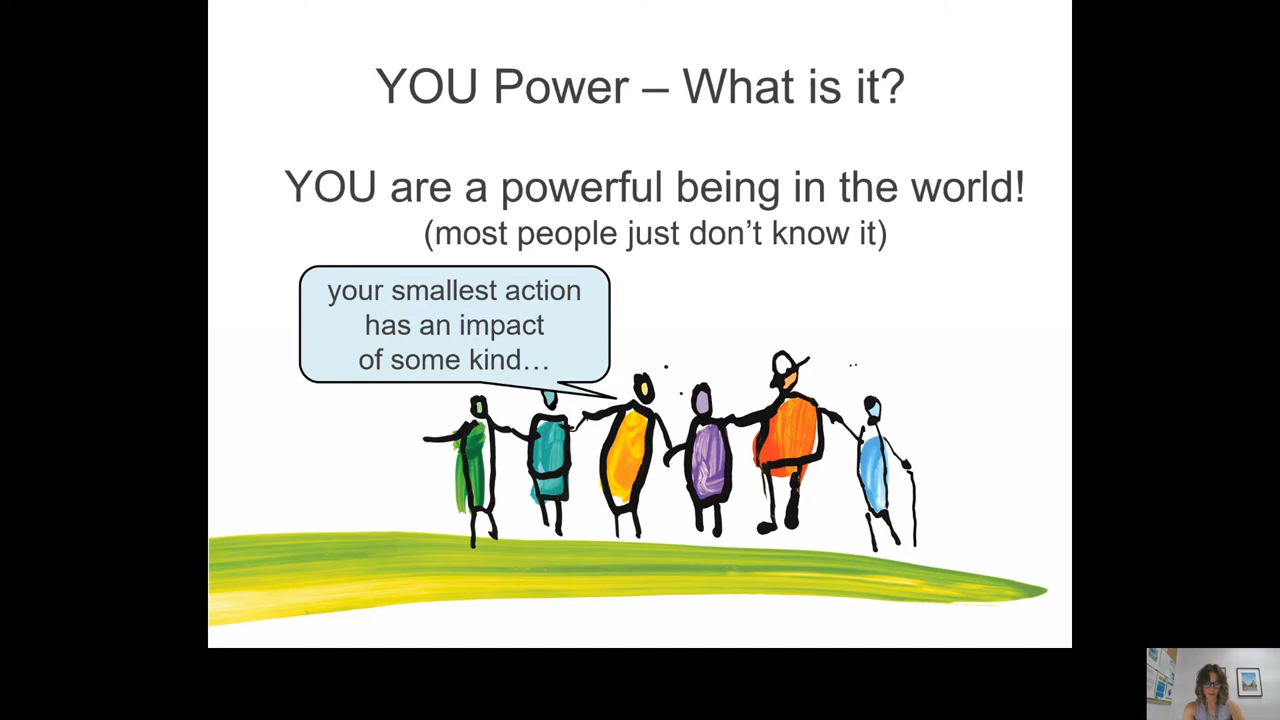 YOU Power – What is it?
YOU are a powerful being in the world!
(most people just don’t know it)
your smallest action
has an impact
of some kind…